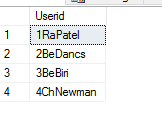 Userid
1 1RaPatel
2 2BeDancs
3 3BeBiri
4 4ChNewman